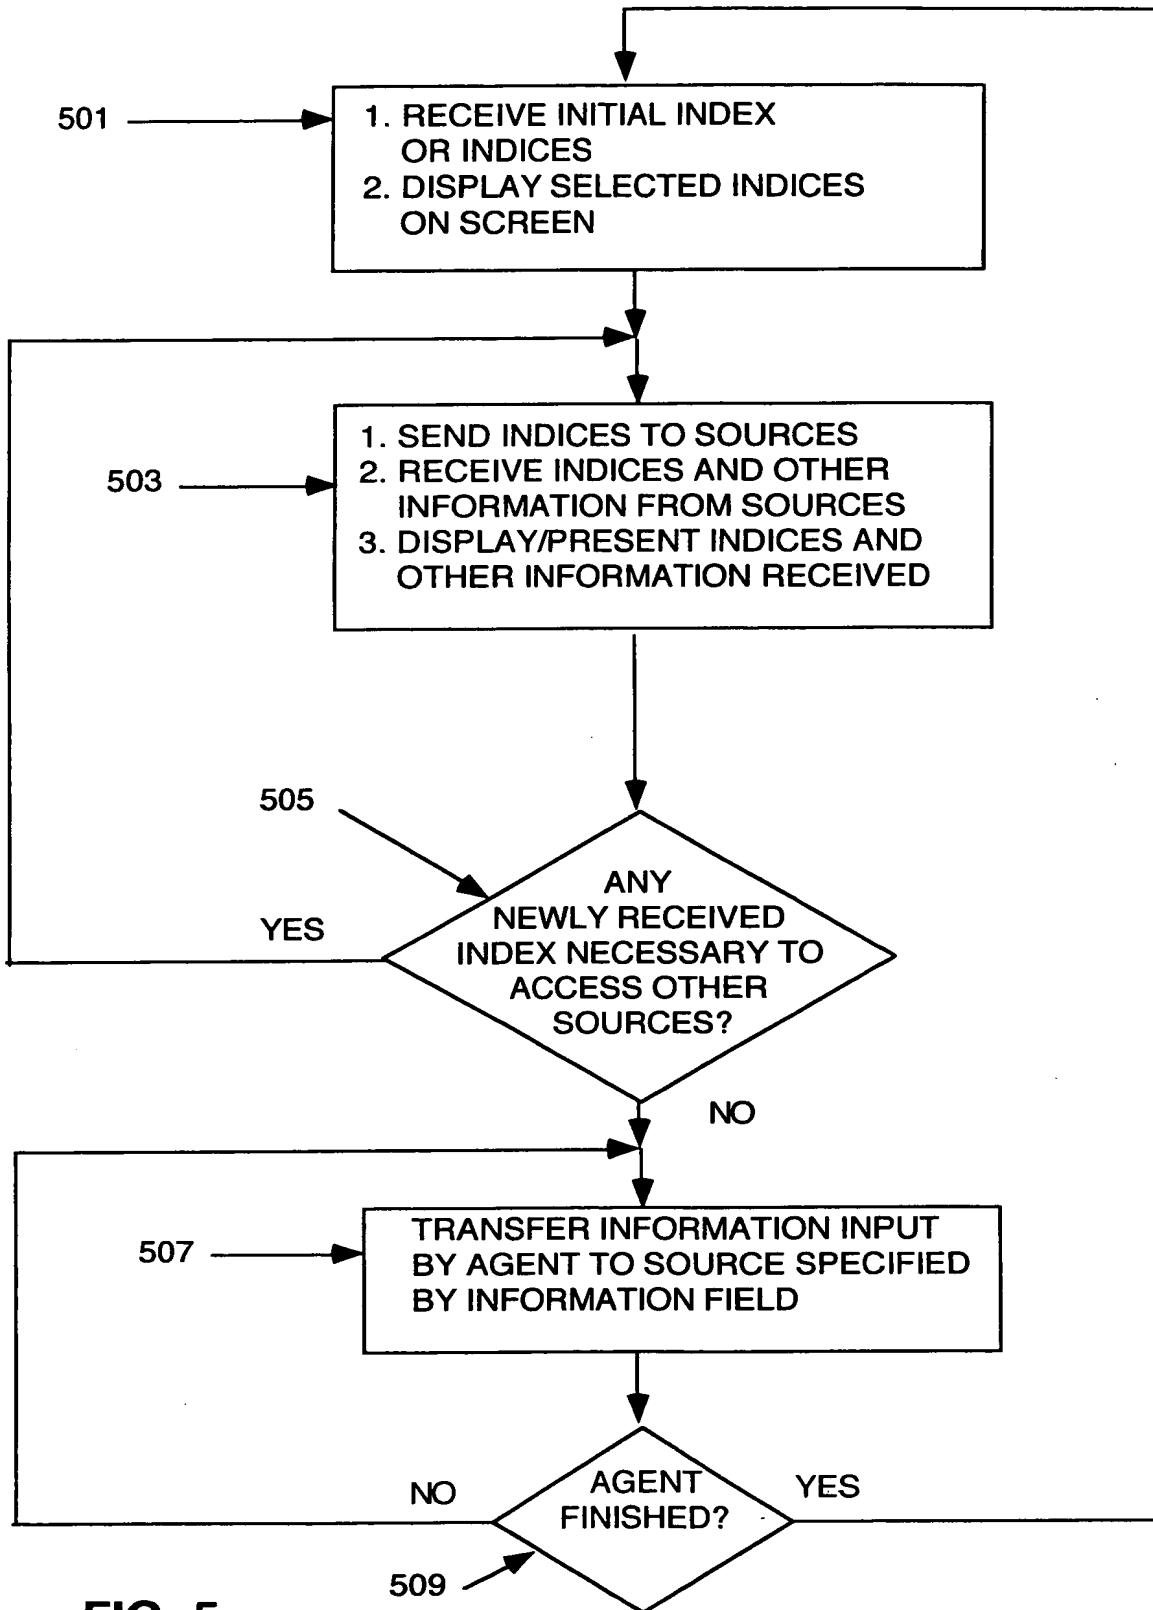 501
1. RECEIVE INITIAL INDEX
OR INDICES
2. DISPLAY SELECTED INDICES
ON SCREEN
503
1. SEND INDICES TO SOURCES
2. RECEIVE INDICES AND OTHER
INFORMATION FROM SOURCES
3. DISPLAY/PRESENT INDICES AND
OTHER INFORMATION RECEIVED
505
ANY
NEWLY RECEIVED
INDEX NECESSARY TO
ACCESS OTHER
SOURCES?
YES
NO
507
TRANSFER INFORMATION INPUT
BY AGENT TO SOURCE SPECIFIED
BY INFORMATION FIELD
AGENT
FINISHED?
NO
YES
509
FIG. 5